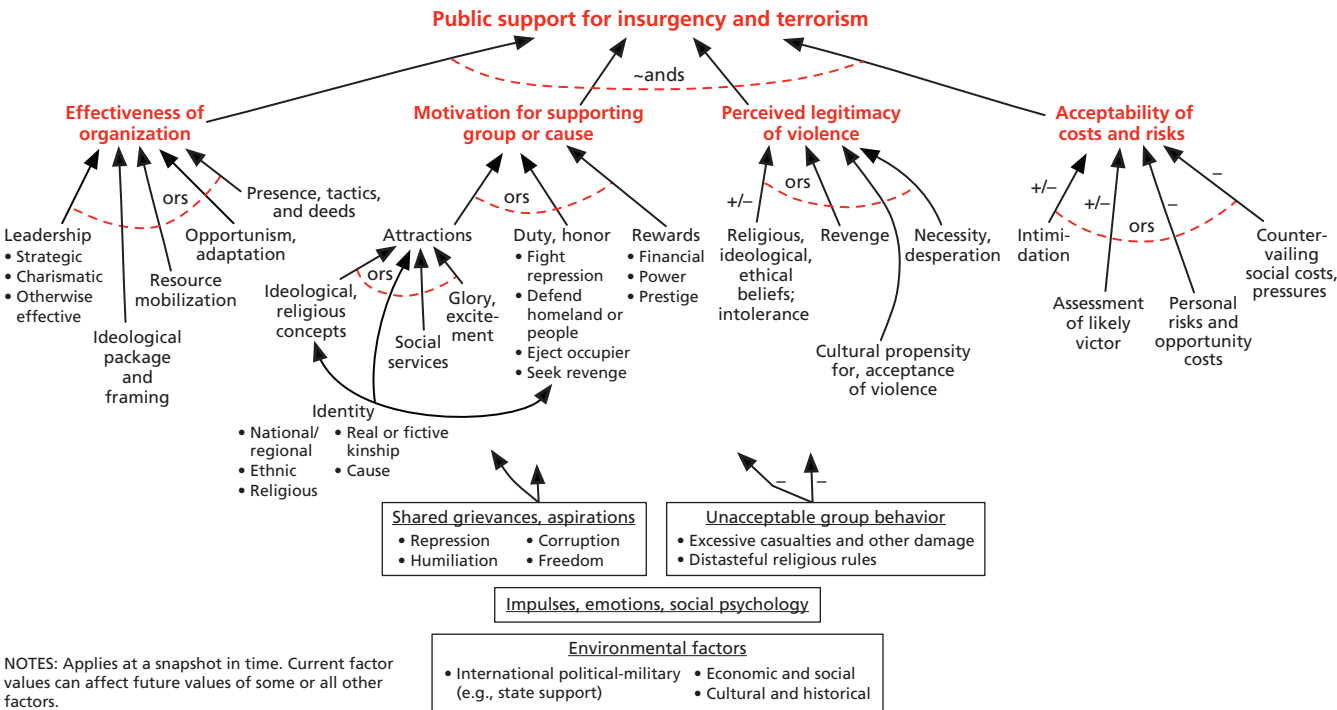 Public support for insurgency and terrorism
~ands
Effectiveness of
organization
Motivation for supporting
group or cause
Perceived legitimacy
of violence
Acceptability of
costs and risks
ors
Leadership
• Strategic
• Charismatic
• Otherwise
effective
Ideological
package
and
framing
Resource
mobilization
Opportunism,
adaptation
Presence, tactics,
and deeds
ors
Attractions
ors
Ideological,
religious
concepts
Social
services
Glory,
excite-
ment
Duty, honor
• Fight
repression
• Defend
homeland or
people
• Eject occupier
• Seek revenge
Rewards
• Financial
• Power
• Prestige
Identity
• National/
regional
• Ethnic
• Religious
• Real or fictive
kinship
• Cause
+/–
ors
Religious,
ideological,
ethical
beliefs;
intolerance
Revenge
Cultural propensity
for, acceptance
of violence
Necessity,
desperation
+/–
+/–
–
–
ors
Intimi-
dation
Assessment
of likely
victor
Personal
risks and
opportunity
costs
Counter-
vailing
social costs,
pressures
Shared grievances, aspirations
• Repression
• Humiliation
• Corruption
• Freedom
–
–
Unacceptable group behavior
• Excessive casualties and other damage
• Distasteful religious rules
Impulses, emotions, social psychology
Environmental factors
• International political-military
(e.g., state support)
• Economic and social
• Cultural and historical
NOTES: Applies at a snapshot in time. Current factor
values can affect future values of some or all other
factors.